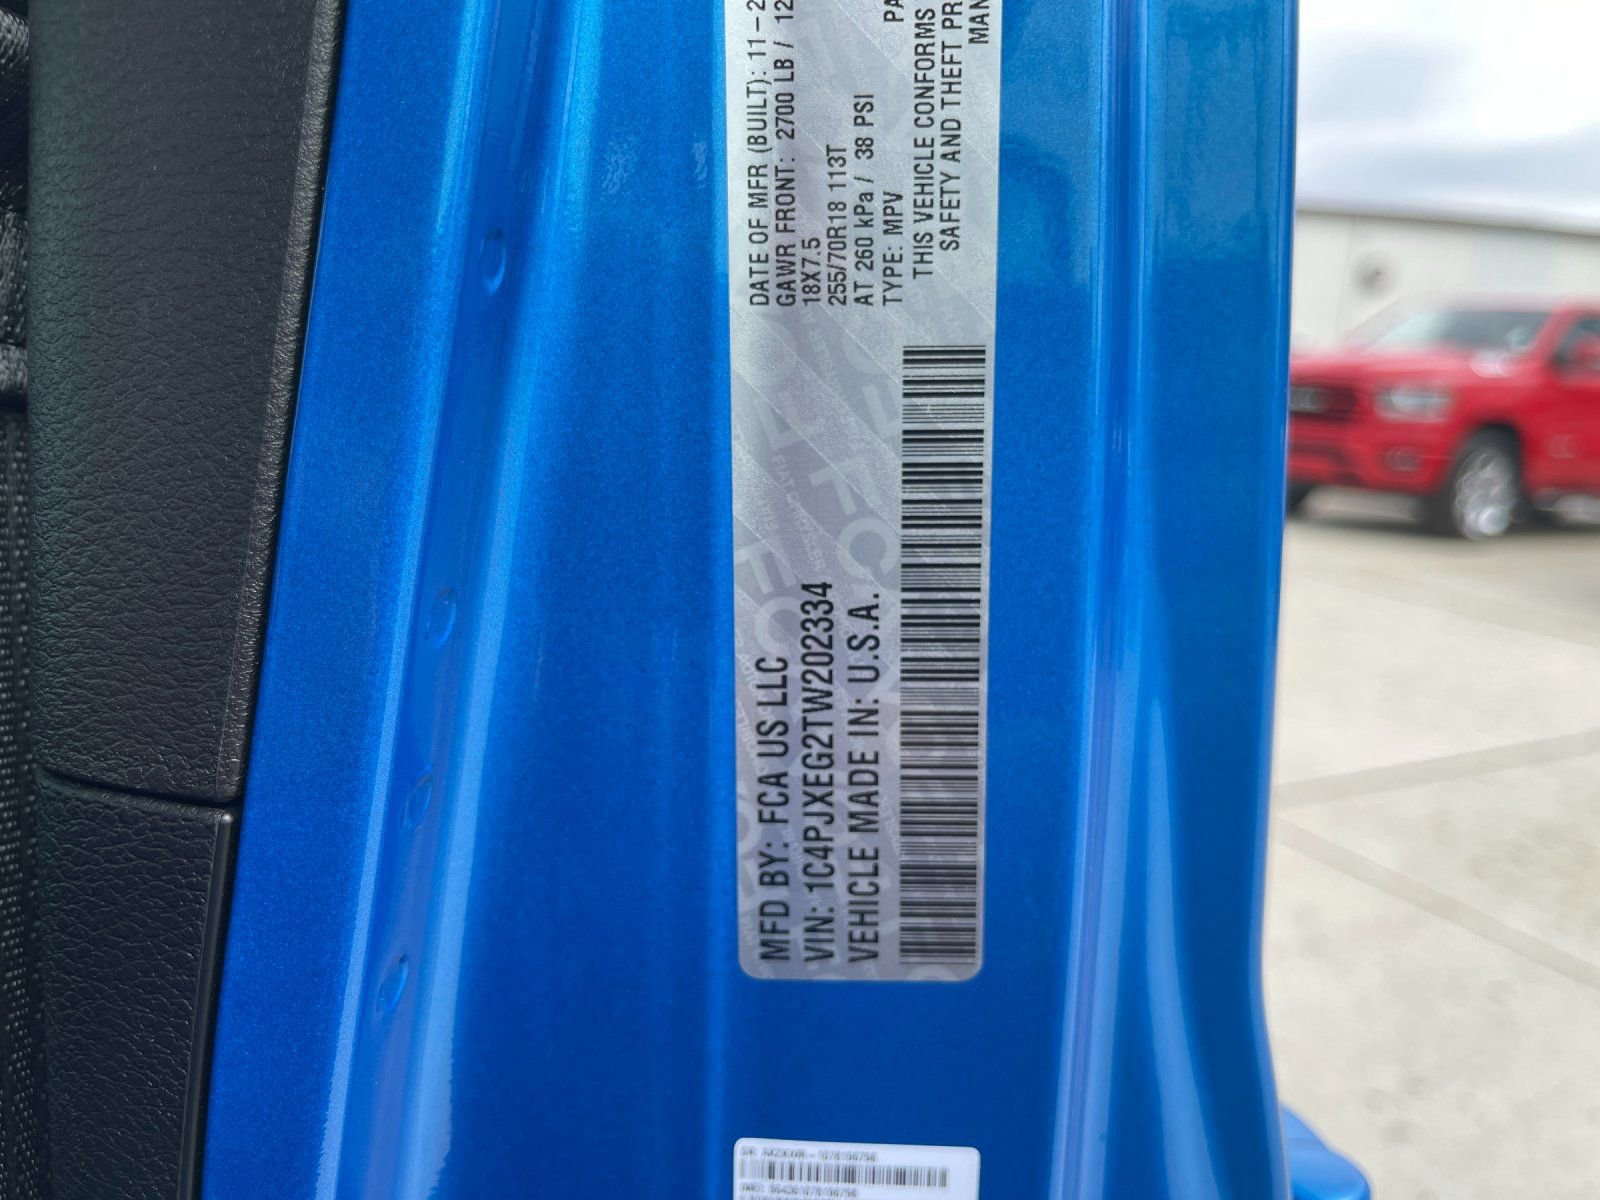 MFD BY: FCA US LLC
VIN: 1C4PJXEG2TW202334
VEHICLE MADE IN: U.S.A.
DATE OF MFR (BUILT): 11-2
GAWR FRONT: 2700 LB / 12
18X7.5
255/70R18 113T
AT 260 kPa / 38 PSI
TYPE: MPV PA
THIS VEHICLE CONFORMS
SAFETY AND THEFT PR
MAN